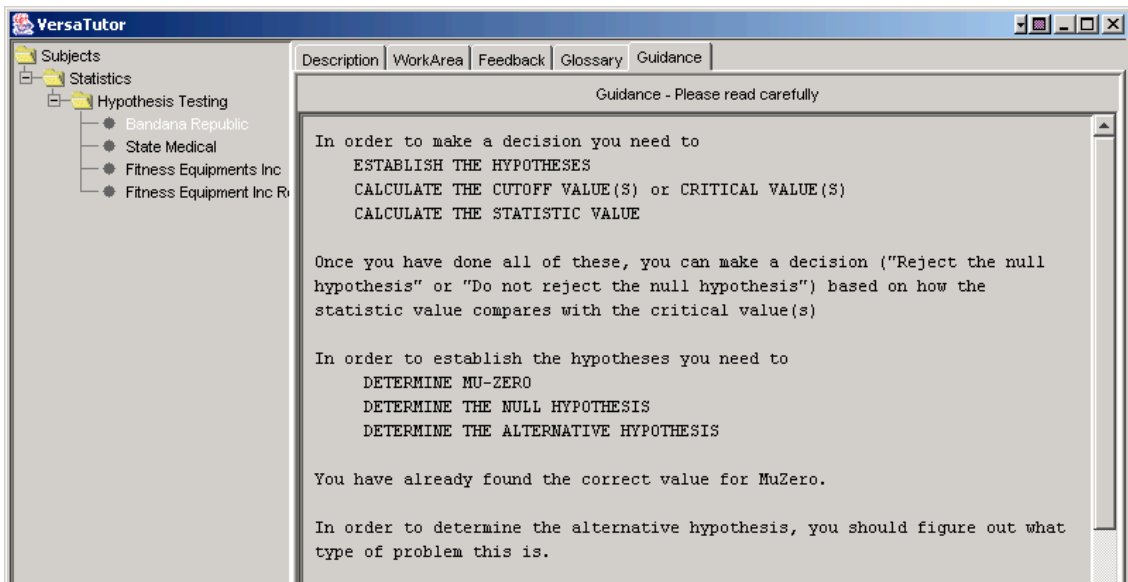 VersaTutor
Subjects
Statistics
Hypothesis Testing
Bandana Republic
State Medical
Fitness Equipments Inc
Fitness Equipment Inc R
Description WorkArea Feedback Glossary Guidance
Guidance - Please read carefully
In order to make a decision you need to
ESTABLISH THE HYPOTHESES
CALCULATE THE CUTOFF VALUE(S) or CRITICAL VALUE(S)
CALCULATE THE STATISTIC VALUE
Once you have done all of these, you can make a decision ("Reject the null
hypothesis" or "Do not reject the null hypothesis") based on how the
statistic value compares with the critical value(s)
In order to establish the hypotheses you need to
DETERMINE MU-ZERO
DETERMINE THE NULL HYPOTHESIS
DETERMINE THE ALTERNATIVE HYPOTHESIS
You have already found the correct value for MuZero.
In order to determine the alternative hypothesis, you should figure out what
type of problem this is.